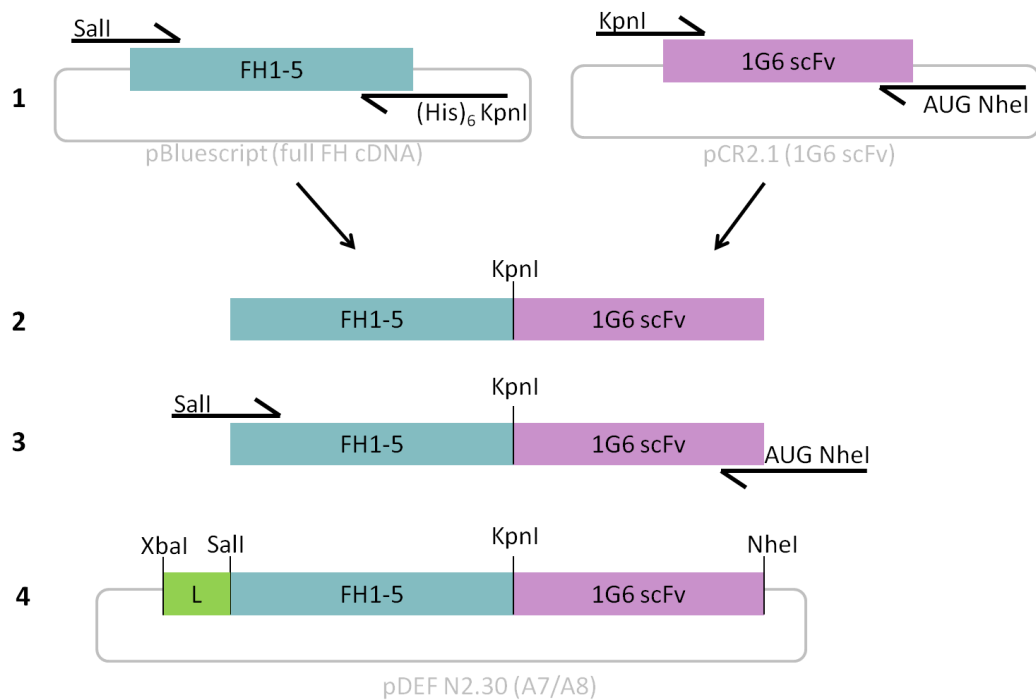 SalI
KpnI
FH1-5
1G6 scFv
1
(His)6 KpnI
AUG NheI
pBluescript (full FH cDNA)
pCR2.1 (1G6 scFv)
KpnI
2
FH1-5
1G6 scFv
KpnI
SalI
3
FH1-5
1G6 scFv
AUG NheI
XbaI
SalI
KpnI
NheI
4
L
FH1-5
1G6 scFv
pDEF N2.30 (A7/A8)